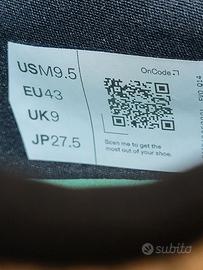 USM9.5
EU43
UK9
JP27.5
OnCode
Scan me to get the
most out of your shoe.
subito